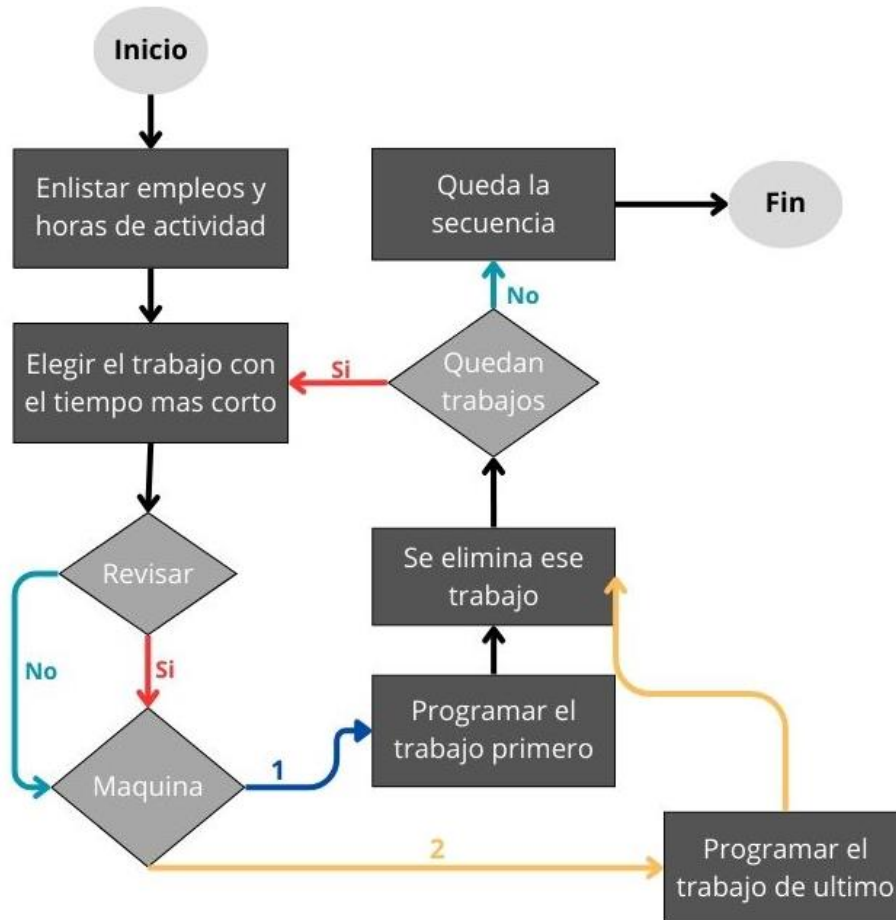 Inicio
Enlistar empleos y
horas de actividad
Elegir el trabajo con
el tiempo mas corto
Revisar
No
Si
Maquina
1
2
Programar el
trabajo primero
Programar el
trabajo de ultimo
Se elimina ese
trabajo
Quedan
trabajos
Si
No
Queda la
secuencia
Fin